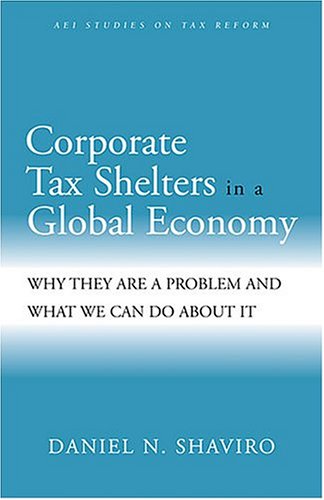 AEI STUDIES ON TAX REFORM
Corporate
Tax Shelters in a
Global Economy
WHY THEY ARE A PROBLEM AND
WHAT WE CAN DO ABOUT IT
DANIEL N. SHAVIRO